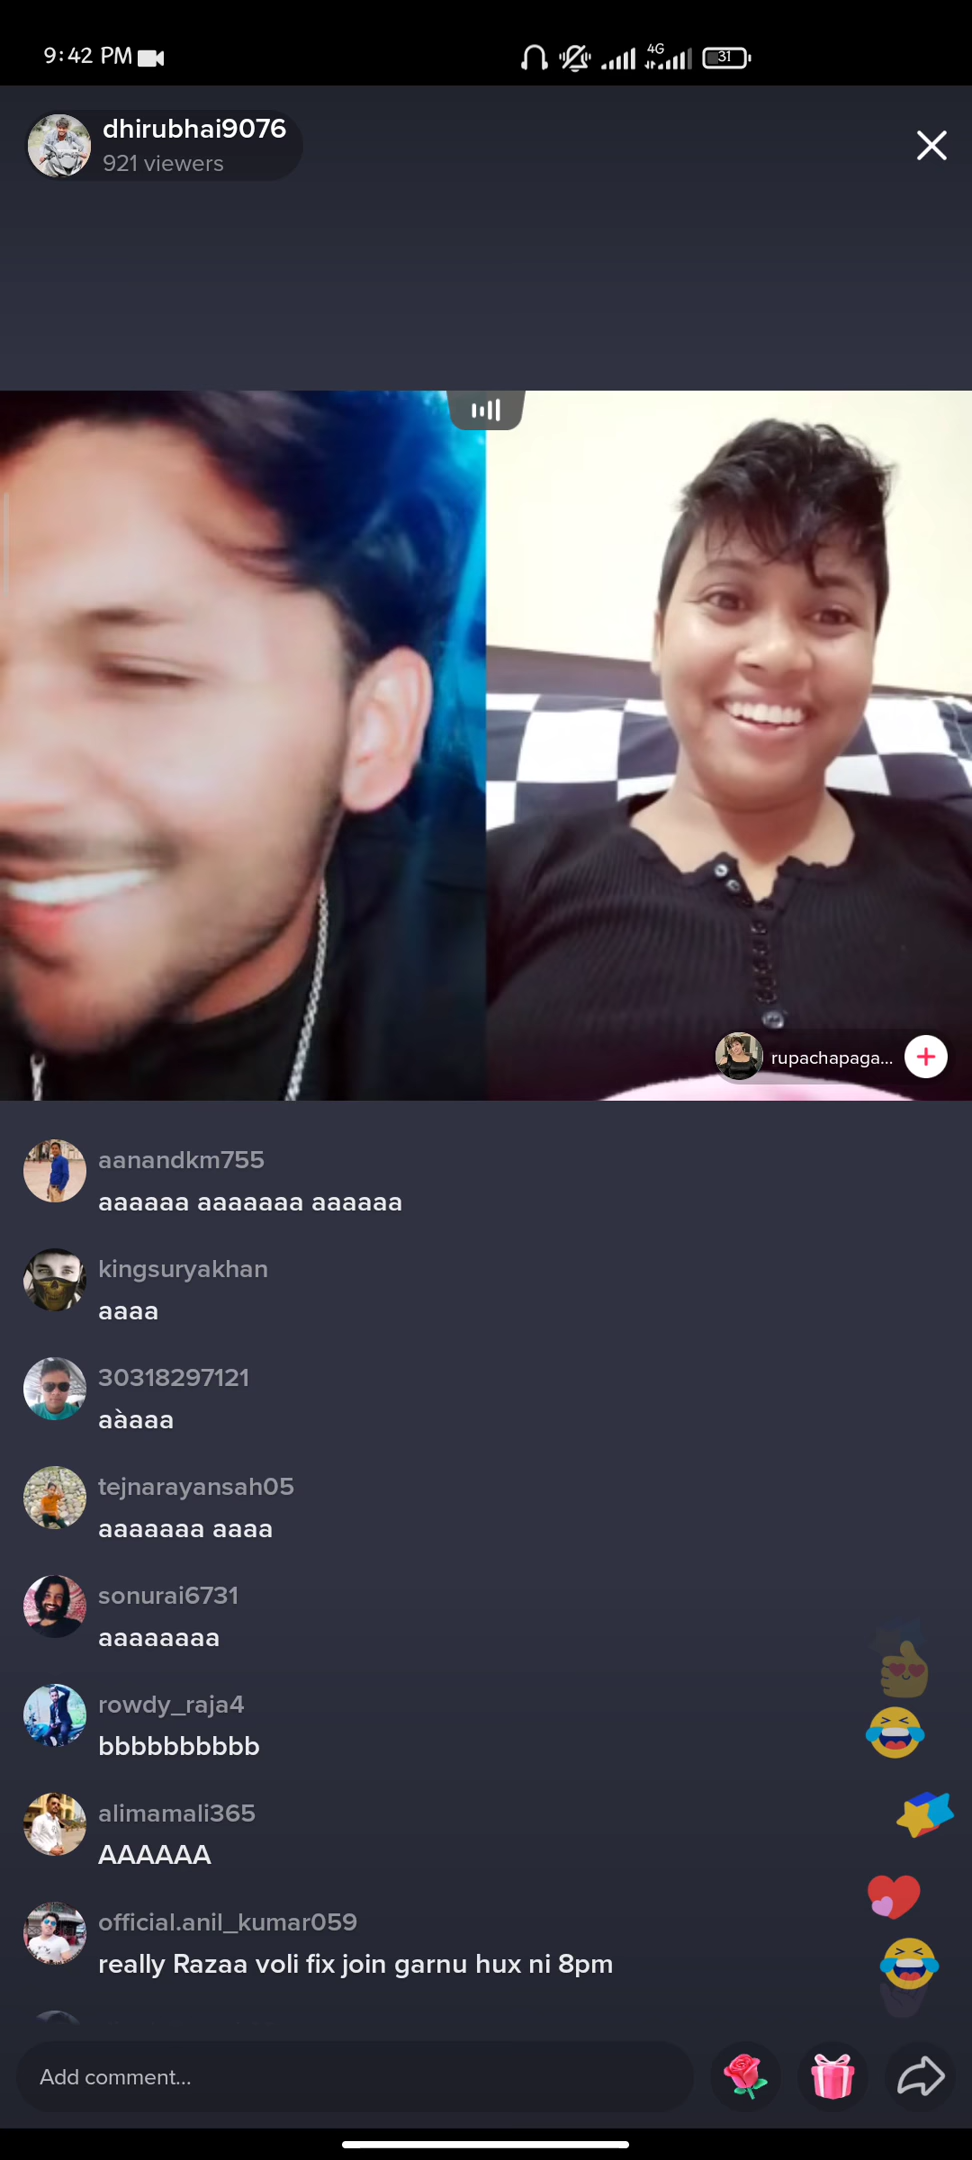 9:42 PM
4G
31
dhirubhai9076
921 viewers
rupachapaga...
aanandkm755
aaaaaa aaaaaaa aaaaaa
kingsuryakhan
aaaa
30318297121
aàaaa
tejnarayansah05
aaaaaaa aaaa
sonurai6731
aaaaaaaa
rowdy_raja4
bbbbbbbbbb
alimamali365
AAAAAA
official.anil_kumar059
really Razaa voli fix join garnu hux ni 8pm
Add comment...